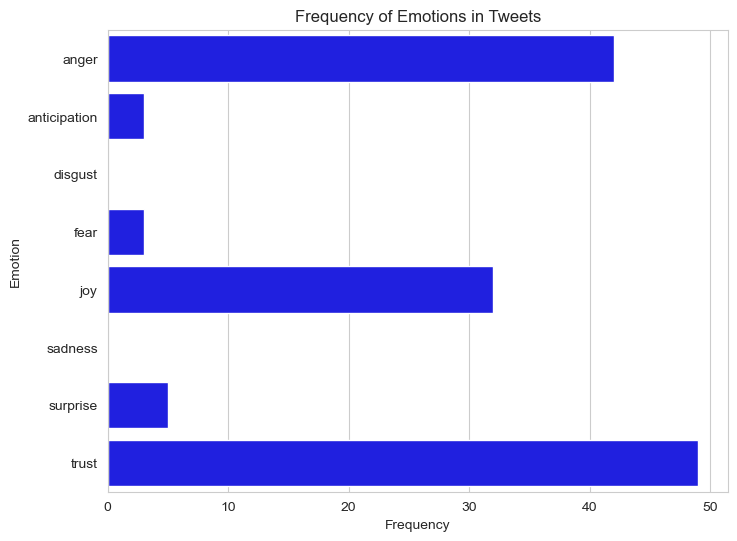 Frequency of Emotions in Tweets
Emotion
anger
anticipation
disgust
fear
joy
sadness
surprise
trust
0 10 20 30 40 50
Frequency